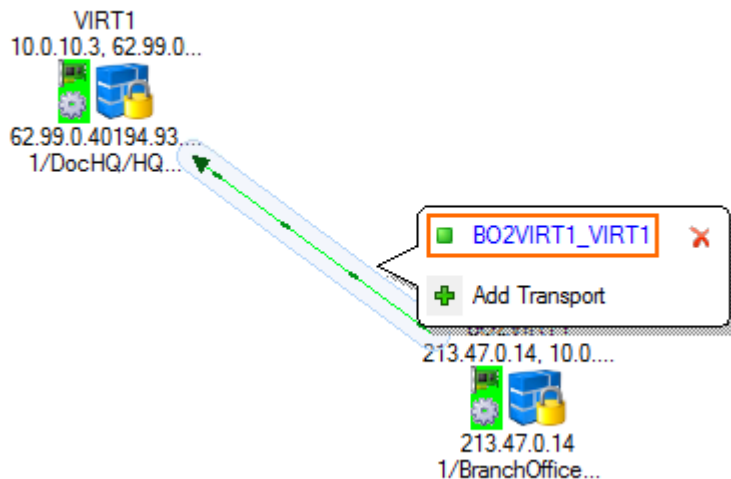 VIRT1
10.0.10.3, 62.99.0...
62.99.0.40194.93....
1/DocHQ/HQ...
BO2VIRT1_VIRT1
Add Transport
213.47.0.14, 10.0....
213.47.0.14
1/BranchOffice...